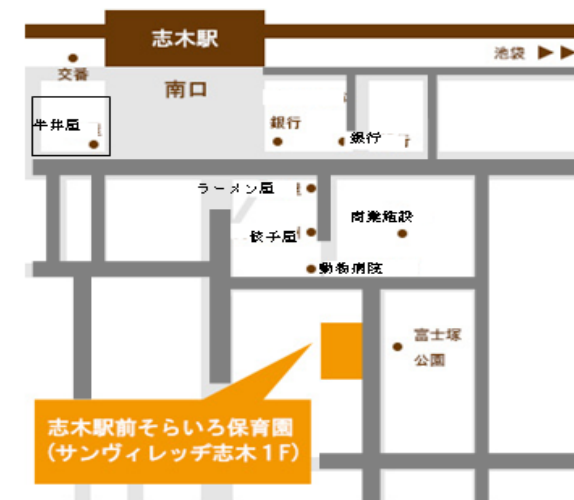 志木駅
池袋 ▶▶
交番
南口
牛丼屋
銀行
銀行
ラーメン屋
商業施設
餃子屋
動物病院
富士塚
公園
志木駅前そらいろ保育園
(サンヴィレッヂ志木1F)